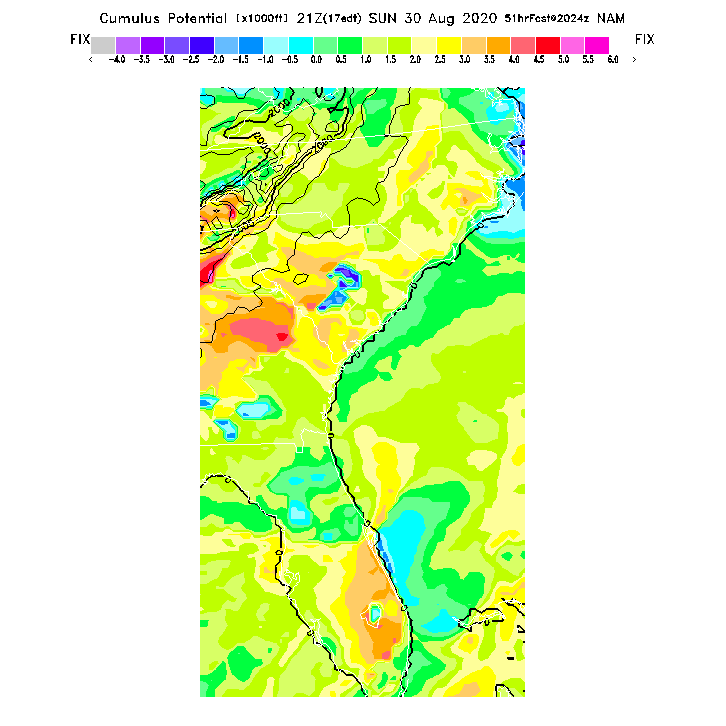 Cumulus Potential [x1000ft] 21Z(17edt) SUN 30 Aug 2020 51hrFcst@2024z NAM
FIX FIX
< -4.0 -3.5 -3.0 -2.5 -2.0 -1.5 -1.0 -0.5 0.0 0.5 1.0 1.5 2.0 2.5 3.0 3.5 4.0 4.5 5.0 5.5 6.0 >
2000
2000